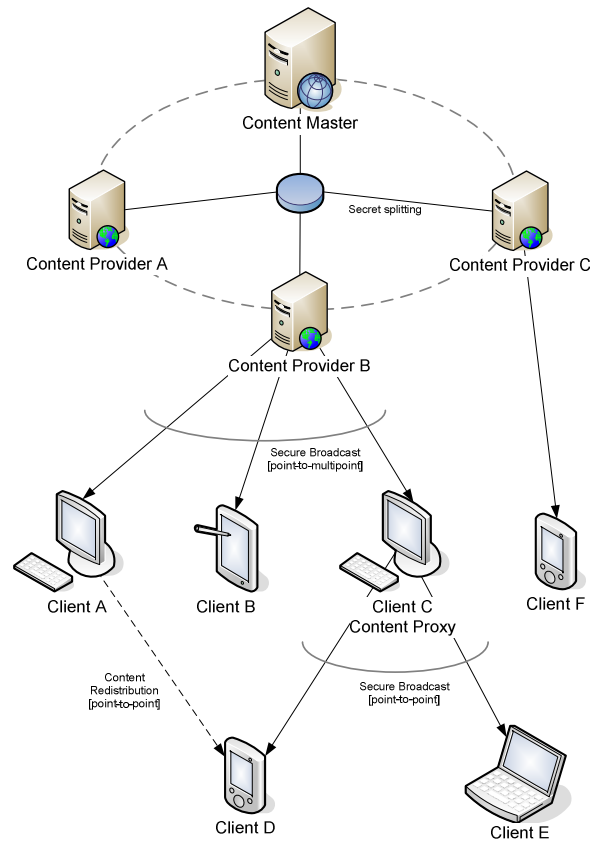 Content Master
Secret splitting
Content Provider A
Content Provider C
Content Provider B
Secure Broadcast
[point-to-multipoint]
Client A
Client B
Client C
Content Proxy
Client F
Content
Redistribution
[point-to-point]
Secure Broadcast
[point-to-point]
Client D
Client E